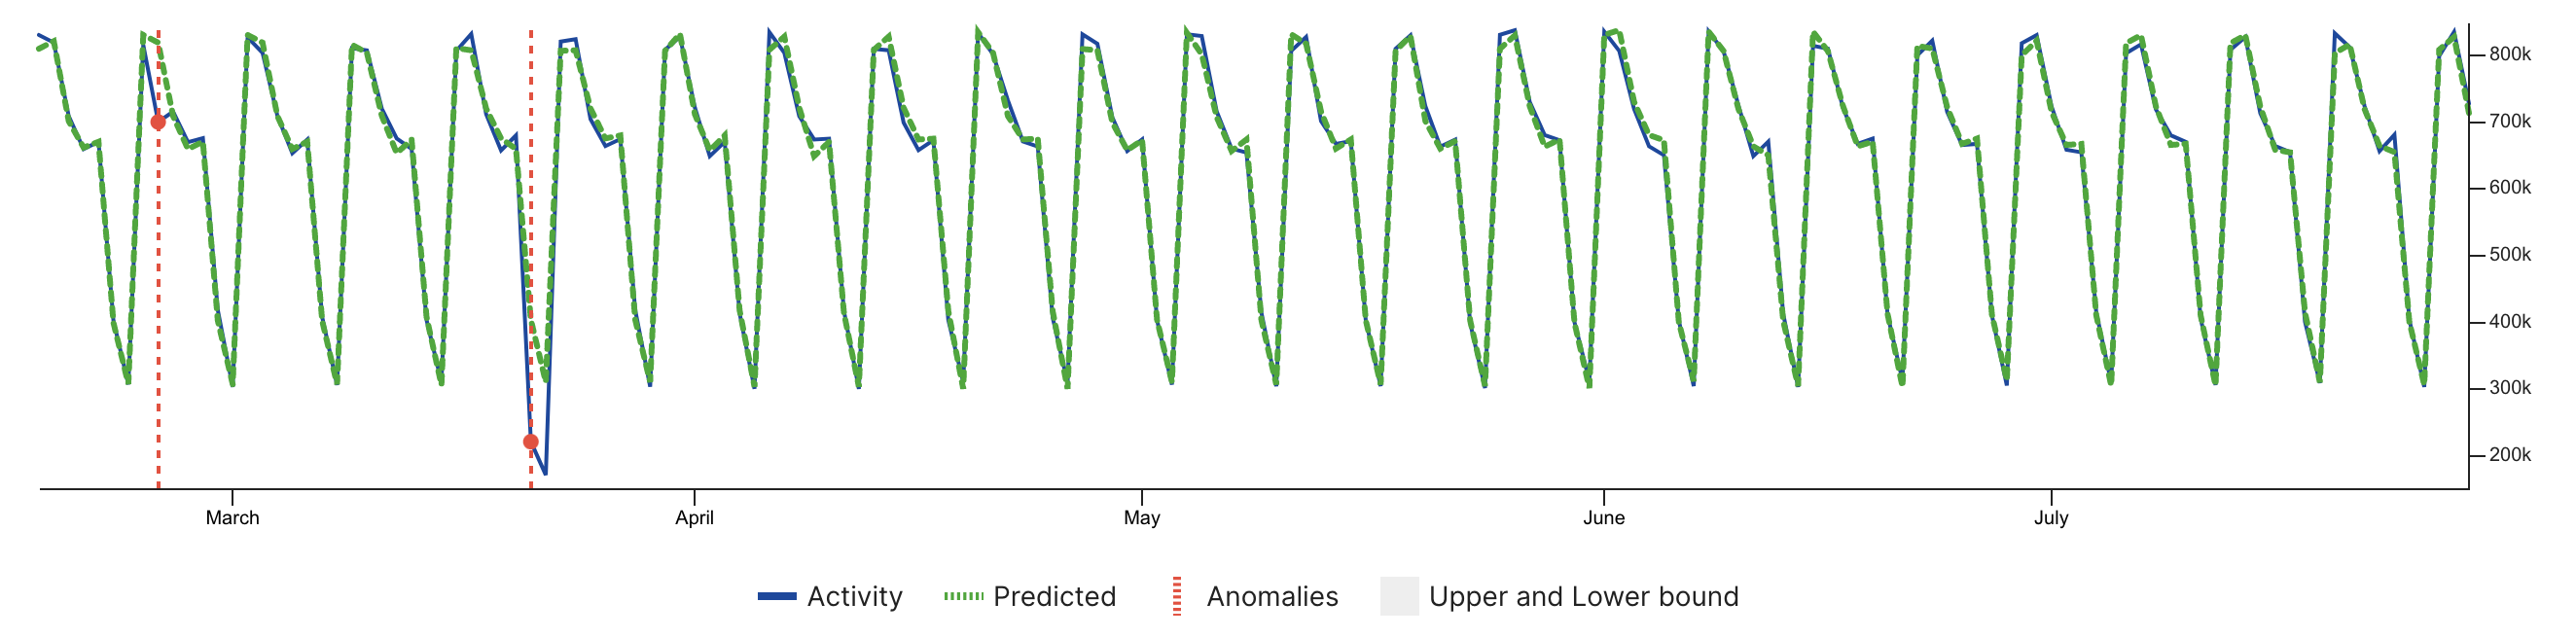 800k
700k
600k
500k
400k
300k
200k
March April May June July
Activity Predicted Anomalies Upper and Lower bound